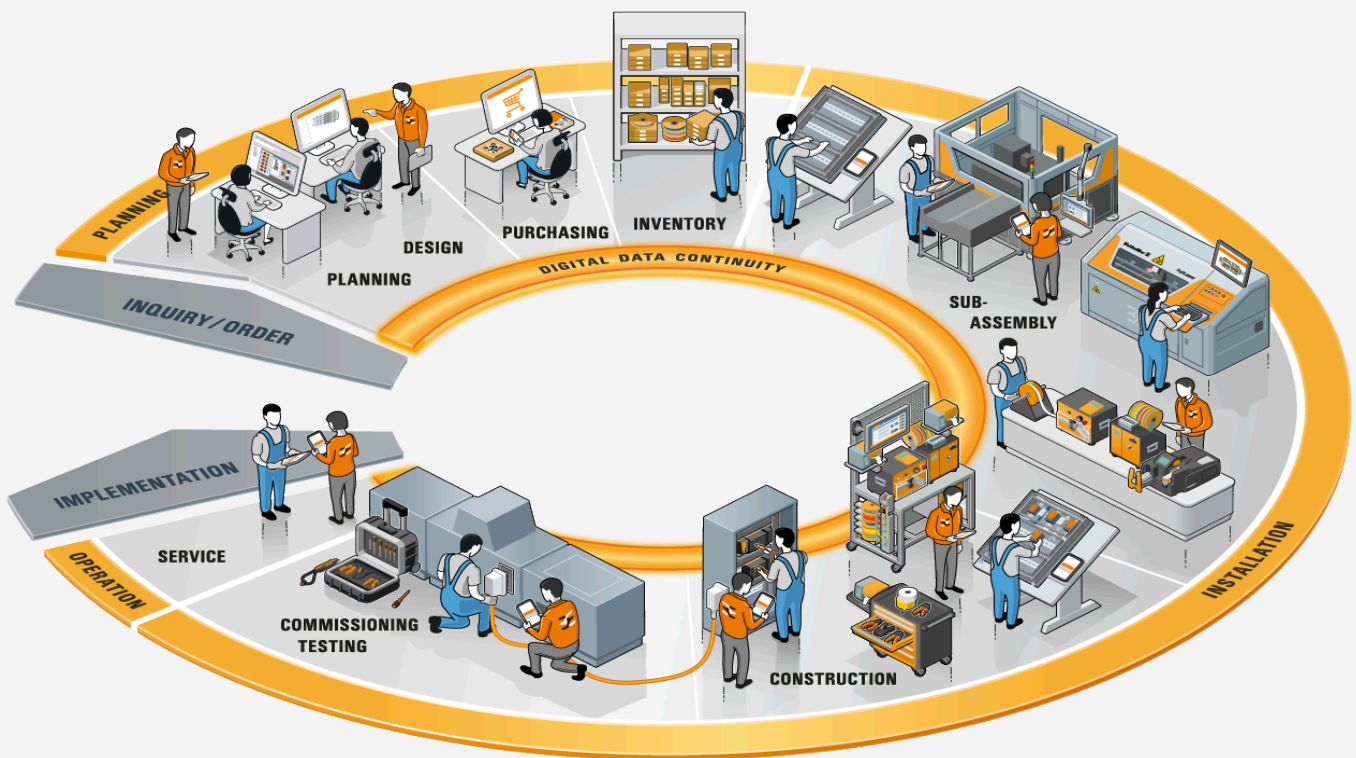 PLANNING
INQUIRY/ORDER
PLANNING
DESIGN
PURCHASING
INVENTORY
DIGITAL DATA CONTINUITY
SUB-
ASSEMBLY
INSTALLATION
CONSTRUCTION
COMMISSIONING
TESTING
SERVICE
IMPLEMENTATION
OPERATION